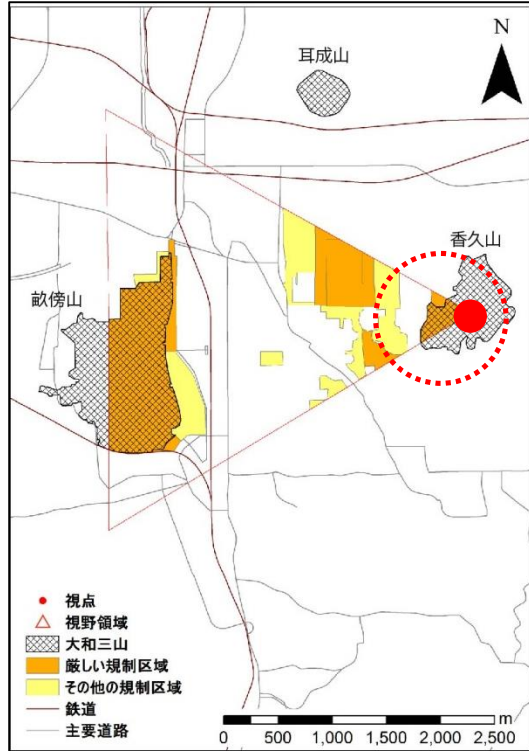 耳成山
N
香久山
畝傍山
視点
視野領域
大和三山
厳しい規制区域
その他の規制区域
鉄道
主要道路
0 500 1,000 1,500 2,000 2,500 m